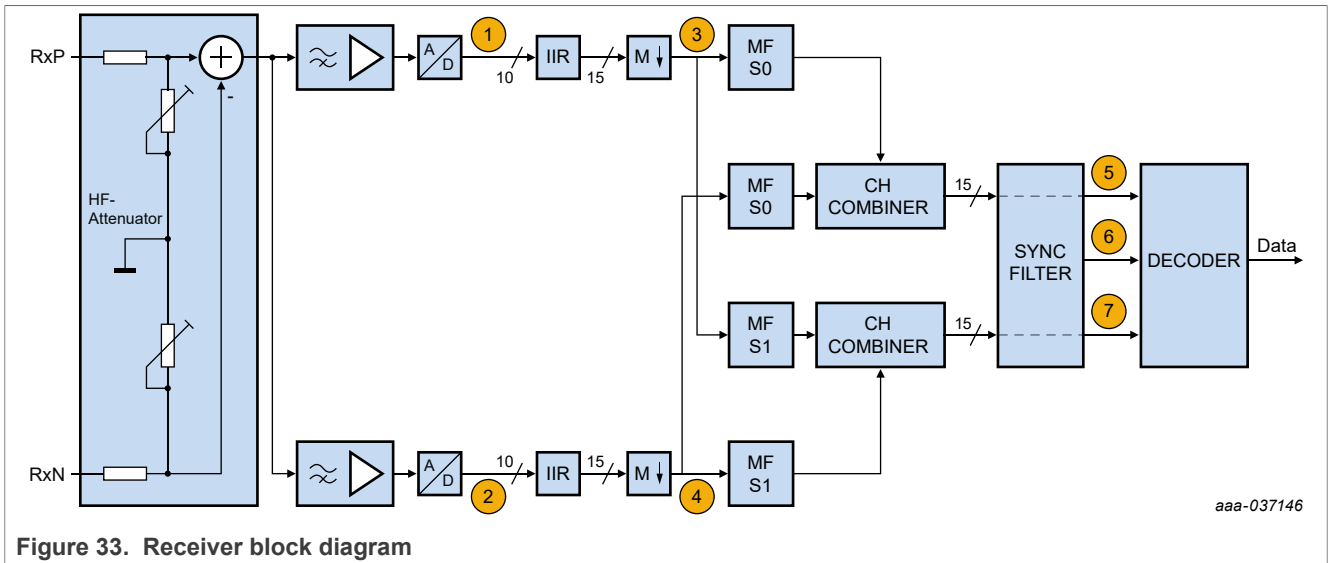 RxP
+
-
A
D
1
10
IIR
15
M ↓
3
MF
S0
HF-
Attenuator
MF
S0
CH
COMBINER
15
SYNC
FILTER
5
6
7
DECODER
Data
MF
S1
CH
COMBINER
15
RxN
A
D
10
2
IIR
15
M ↓
4
MF
S1
aaa-037146
Figure 33. Receiver block diagram